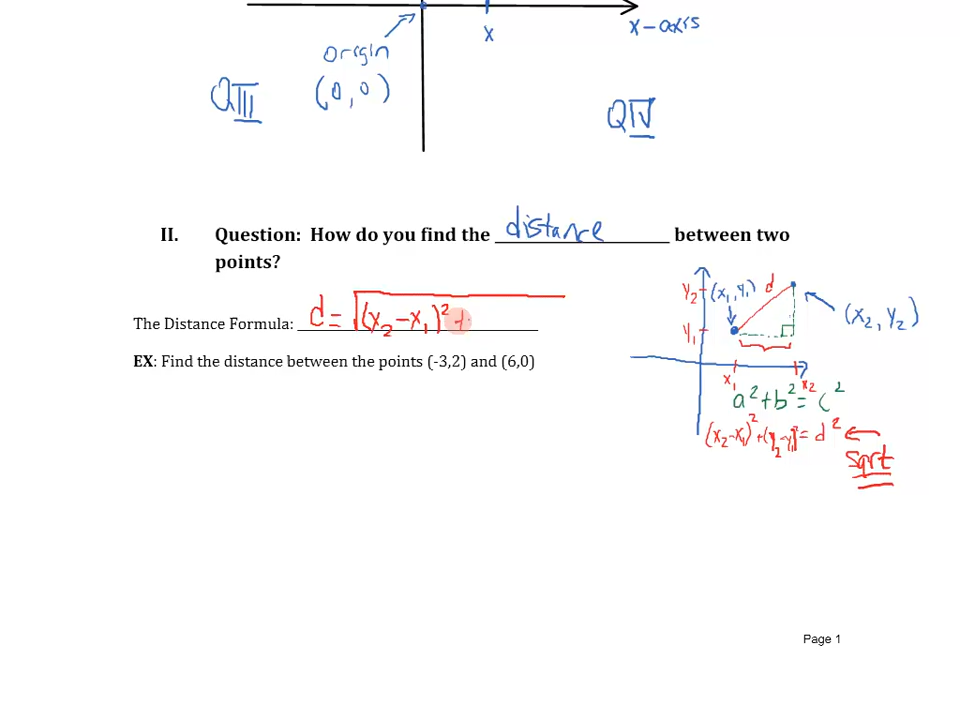 x
x-axis
origin
(0,0)
QIII
QIV
II. Question: How do you find the distance between two
points?
The Distance Formula: d = √(x₂-x₁)² +
EX: Find the distance between the points (-3,2) and (6,0)
y₂ (x₁,y₁) d
(x₂,y₂)
y₁
x₁ x₂
a²+b²=c²
(x₂-x₁)²+(y₂-y₁)²=d²
Sqrt
Page 1